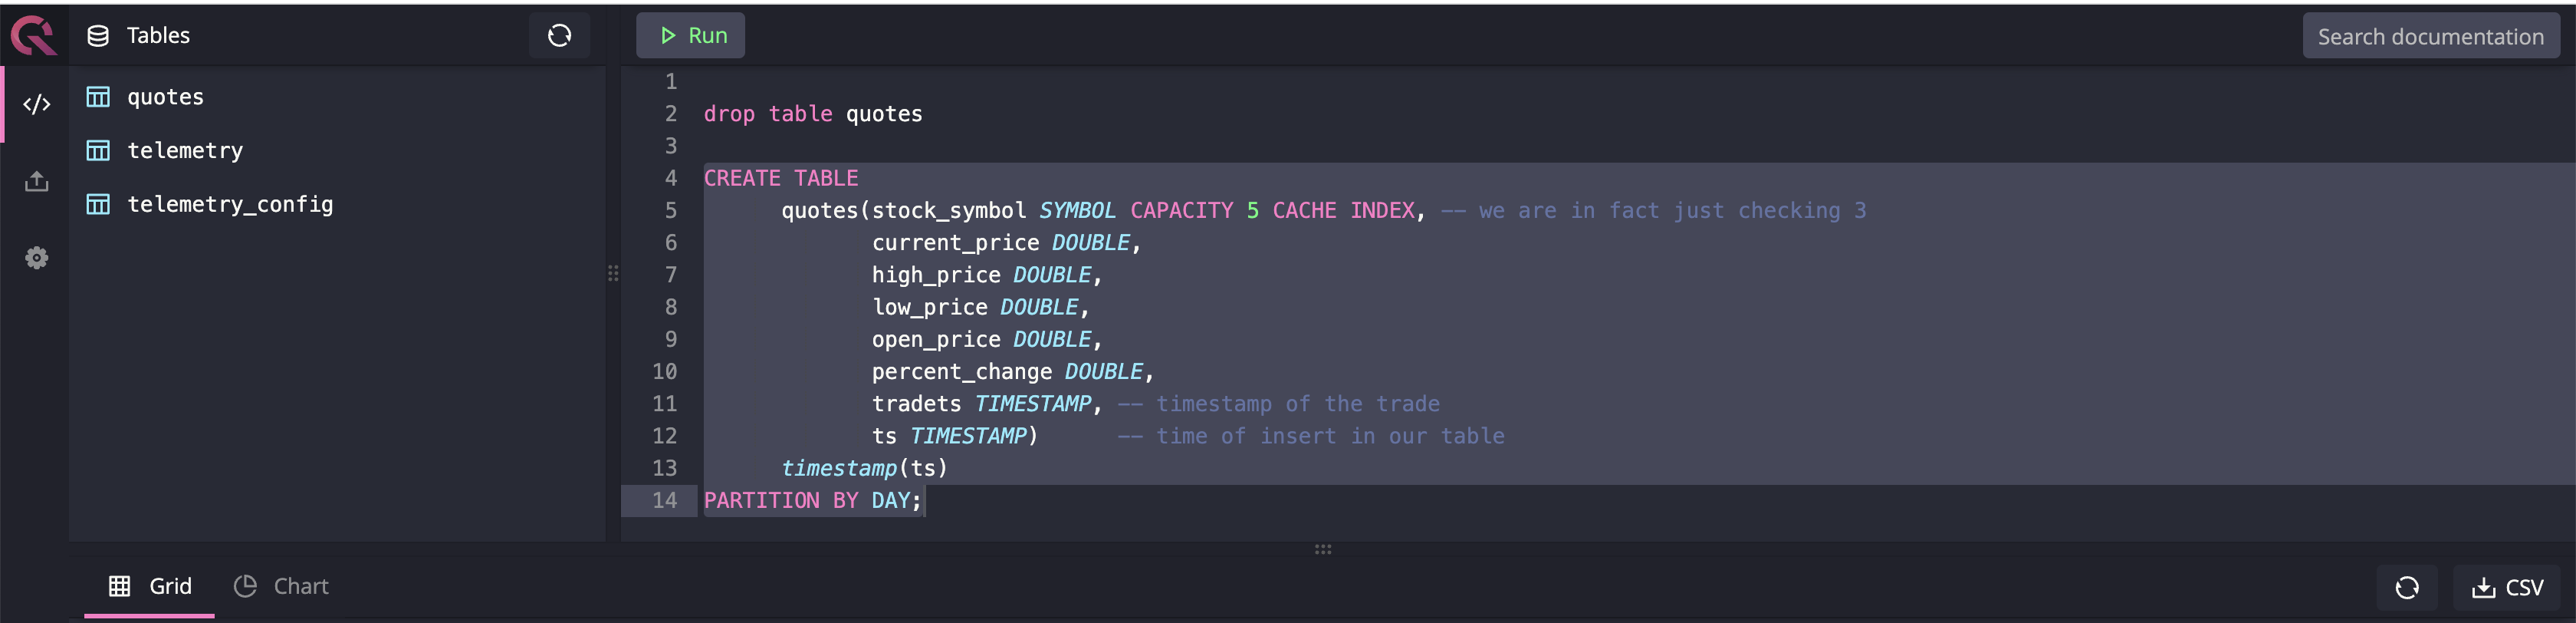 Tables
Run
Search documentation
quotes
telemetry
telemetry_config
1
2 drop table quotes
3
4 CREATE TABLE
5 quotes(stock_symbol SYMBOL CAPACITY 5 CACHE INDEX, -- we are in fact just checking 3
6 current_price DOUBLE,
7 high_price DOUBLE,
8 low_price DOUBLE,
9 open_price DOUBLE,
10 percent_change DOUBLE,
11 tradets TIMESTAMP, -- timestamp of the trade
12 ts TIMESTAMP) -- time of insert in our table
13 timestamp(ts)
14 PARTITION BY DAY;
Grid
Chart
CSV